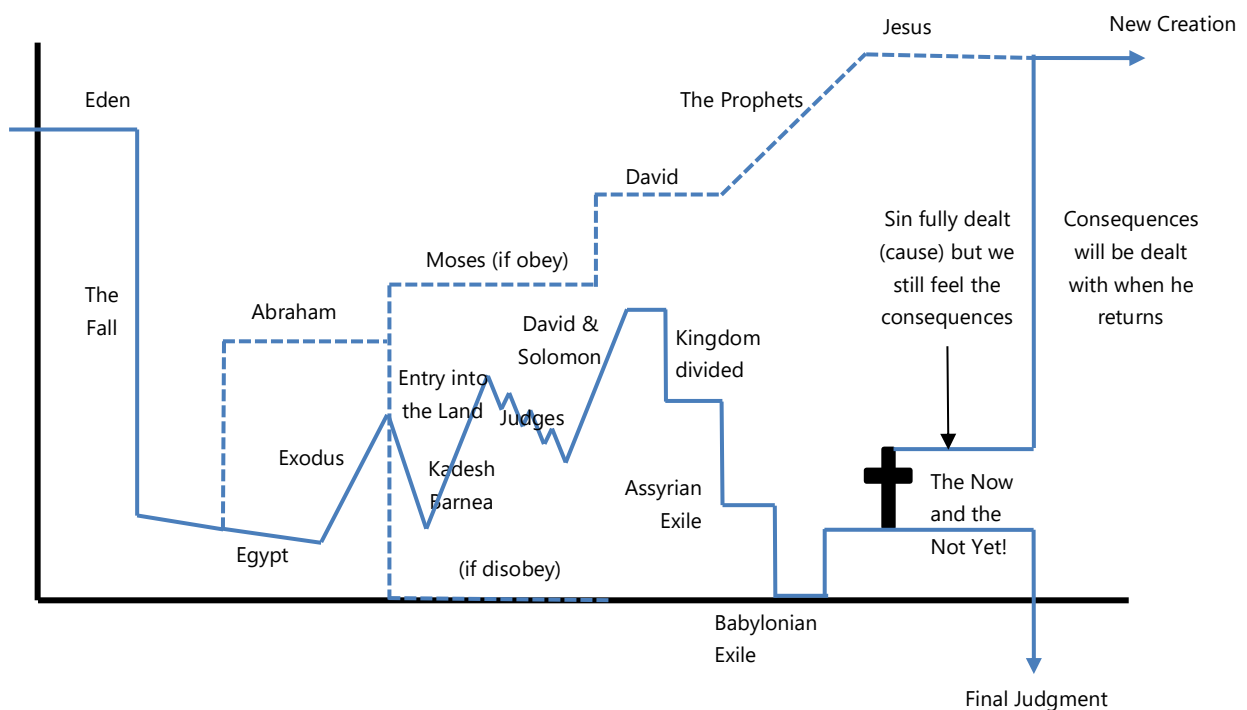 Jesus
New Creation
Eden
The Prophets
David
Sin fully dealt
(cause) but we
still feel the
consequences
Consequences
will be dealt
with when he
returns
Moses (if obey)
The
Fall
Abraham
David &
Solomon
Kingdom
divided
Entry into
the Land
Judges
Exodus
Kadesh
Barnea
Assyrian
Exile
The Now
and the
Not Yet!
Egypt
(if disobey)
Babylonian
Exile
Final Judgment